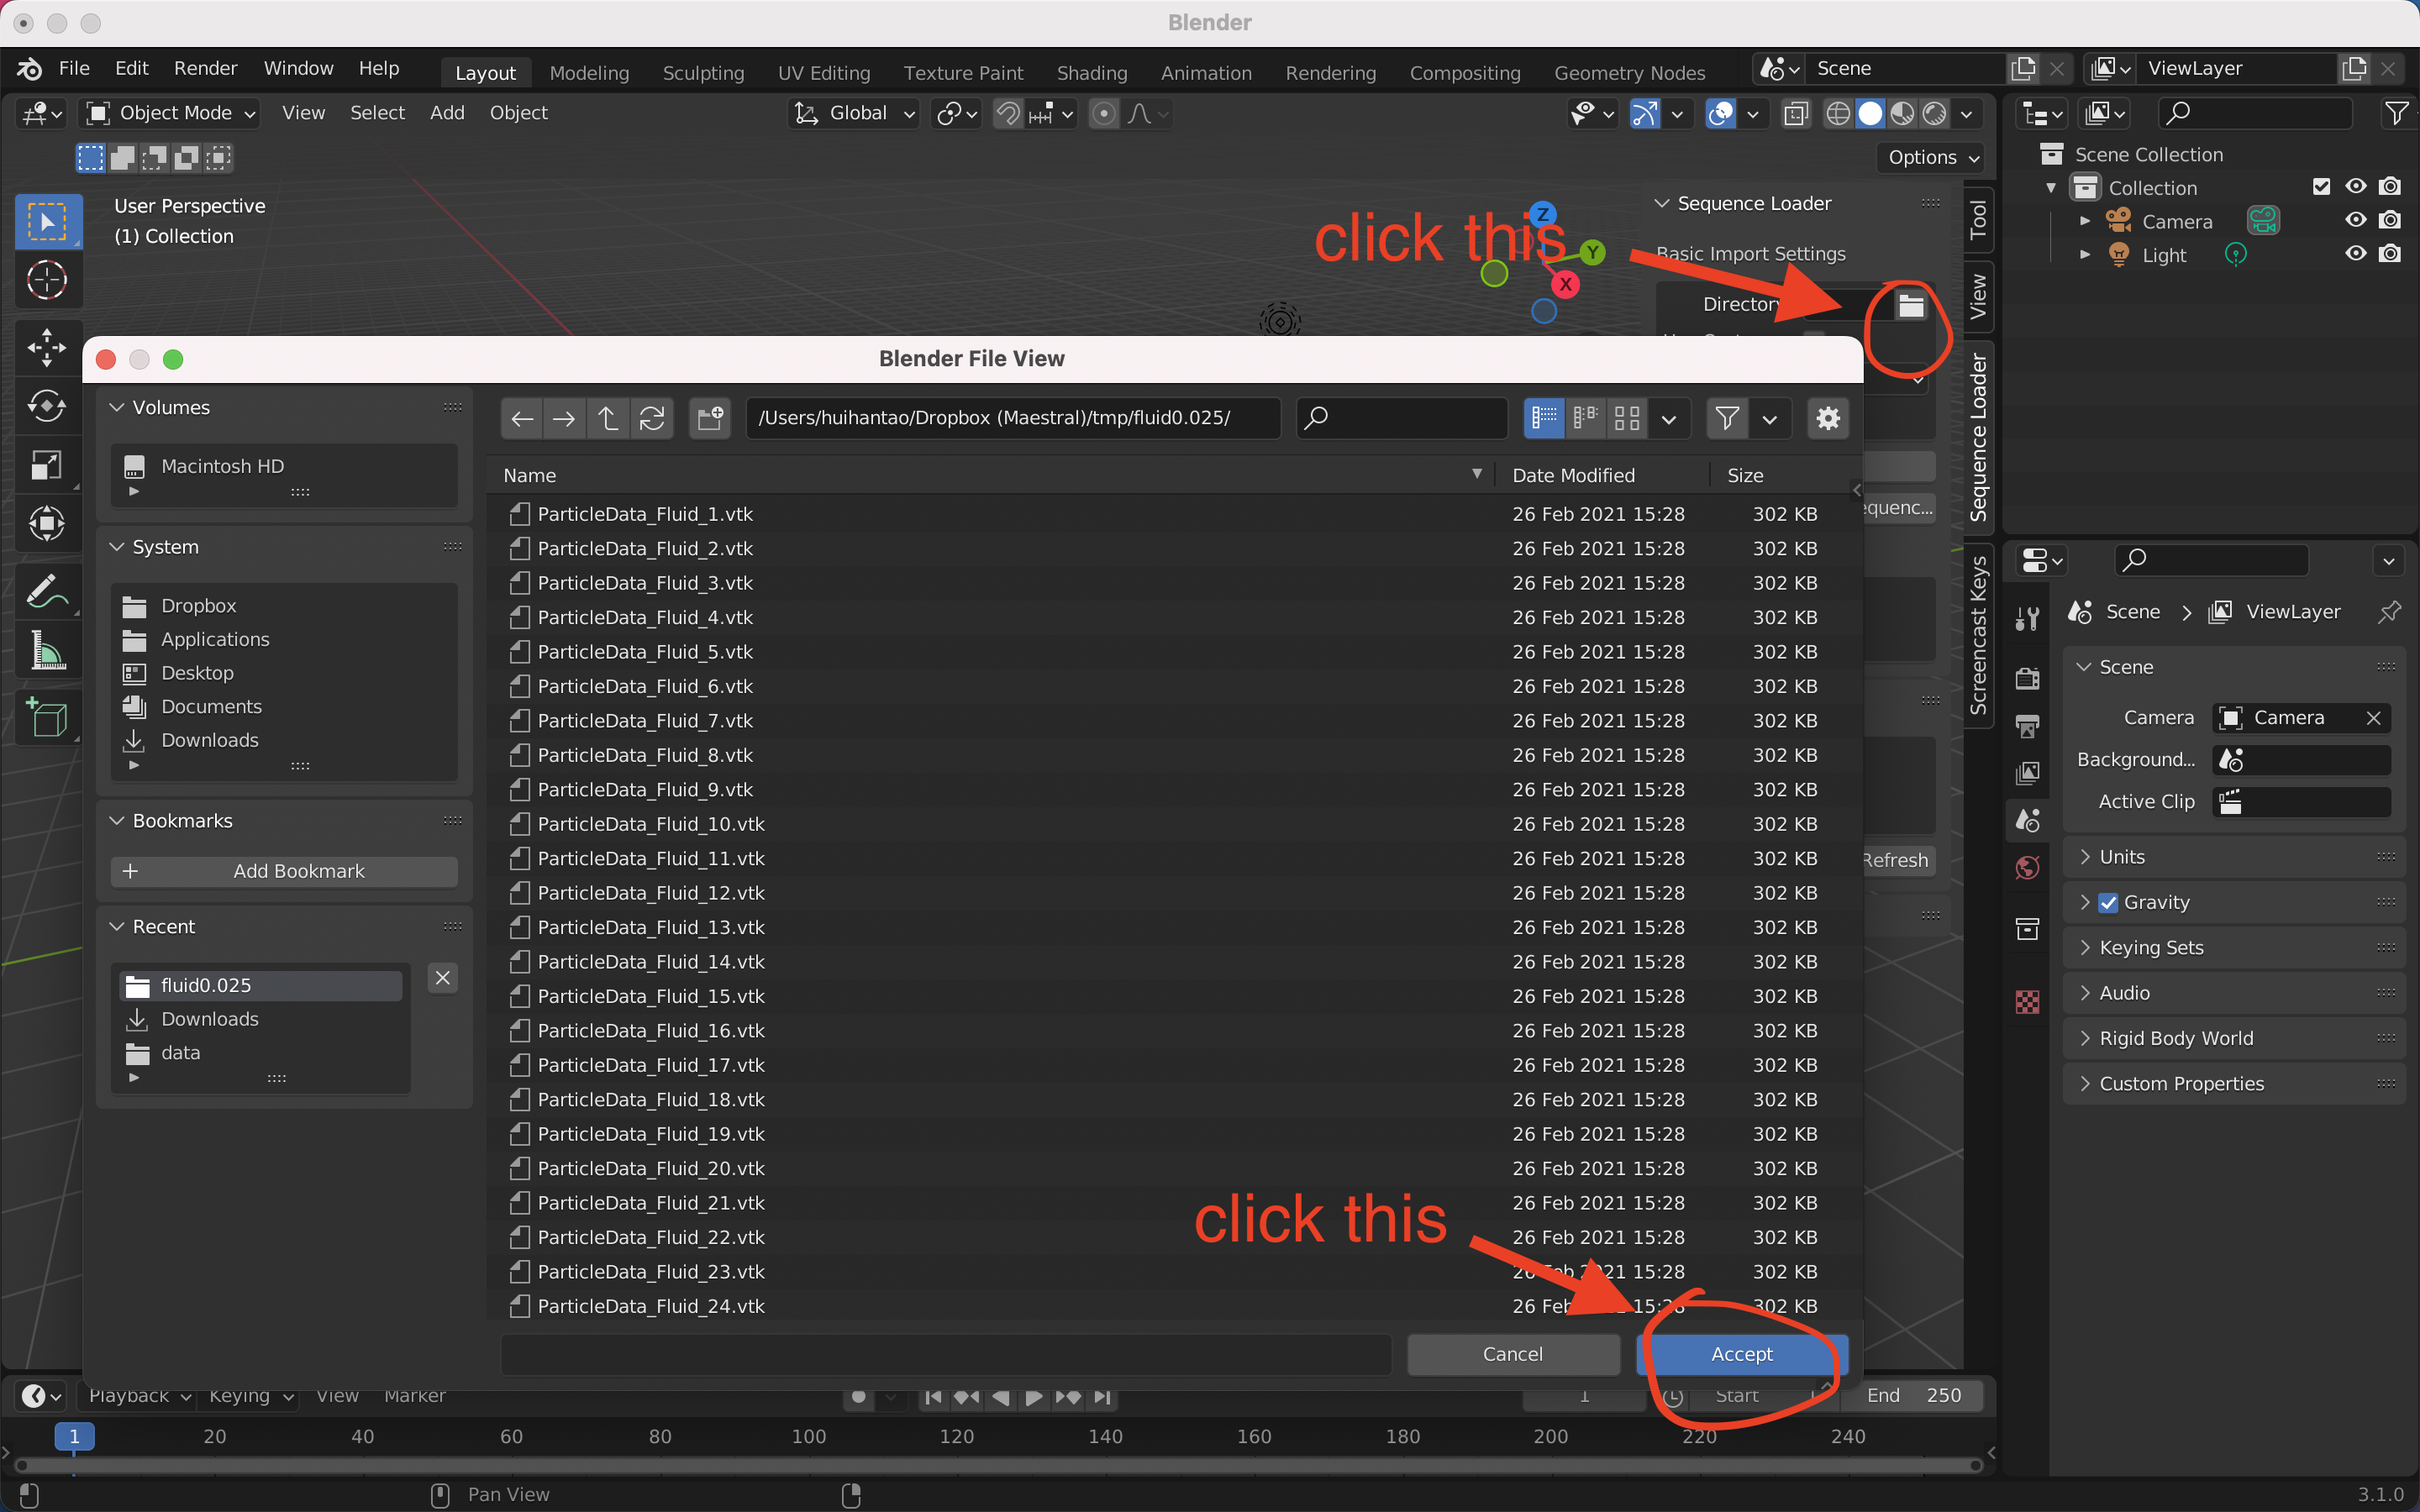 Blender
File Edit Render Window Help Layout Modeling Sculpting UV Editing Texture Paint Shading Animation Rendering Compositing Geometry Nodes Scene ViewLayer
Object Mode View Select Add Object Global
Options
User Perspective
(1) Collection
click this
Sequence Loader
Basic Import Settings
Directory
Z
Y
X
Tool
View
Sequence Loader
Screencast Keys
equenc...
Refresh
Scene Collection
Collection
Camera
Light
Blender File View
Volumes
Macintosh HD
System
Dropbox
Applications
Desktop
Documents
Downloads
Bookmarks
Add Bookmark
Recent
fluid0.025
Downloads
data
/Users/huihantao/Dropbox (Maestral)/tmp/fluid0.025/
Name Date Modified Size
ParticleData_Fluid_1.vtk 26 Feb 2021 15:28 302 KB
ParticleData_Fluid_2.vtk 26 Feb 2021 15:28 302 KB
ParticleData_Fluid_3.vtk 26 Feb 2021 15:28 302 KB
ParticleData_Fluid_4.vtk 26 Feb 2021 15:28 302 KB
ParticleData_Fluid_5.vtk 26 Feb 2021 15:28 302 KB
ParticleData_Fluid_6.vtk 26 Feb 2021 15:28 302 KB
ParticleData_Fluid_7.vtk 26 Feb 2021 15:28 302 KB
ParticleData_Fluid_8.vtk 26 Feb 2021 15:28 302 KB
ParticleData_Fluid_9.vtk 26 Feb 2021 15:28 302 KB
ParticleData_Fluid_10.vtk 26 Feb 2021 15:28 302 KB
ParticleData_Fluid_11.vtk 26 Feb 2021 15:28 302 KB
ParticleData_Fluid_12.vtk 26 Feb 2021 15:28 302 KB
ParticleData_Fluid_13.vtk 26 Feb 2021 15:28 302 KB
ParticleData_Fluid_14.vtk 26 Feb 2021 15:28 302 KB
ParticleData_Fluid_15.vtk 26 Feb 2021 15:28 302 KB
ParticleData_Fluid_16.vtk 26 Feb 2021 15:28 302 KB
ParticleData_Fluid_17.vtk 26 Feb 2021 15:28 302 KB
ParticleData_Fluid_18.vtk 26 Feb 2021 15:28 302 KB
ParticleData_Fluid_19.vtk 26 Feb 2021 15:28 302 KB
ParticleData_Fluid_20.vtk 26 Feb 2021 15:28 302 KB
ParticleData_Fluid_21.vtk 26 Feb 2021 15:28 302 KB
ParticleData_Fluid_22.vtk 26 Feb 2021 15:28 302 KB
ParticleData_Fluid_23.vtk 26 Feb 2021 15:28 302 KB
ParticleData_Fluid_24.vtk 26 Feb 15:28 302 KB
click this
Cancel Accept
Scene ViewLayer
Scene
Camera Camera
Background...
Active Clip
Units
Gravity
Keying Sets
Audio
Rigid Body World
Custom Properties
Playback Keying View Marker 1 Start End 250
1 20 40 60 80 100 120 140 160 180 200 220 240
Pan View 3.1.0